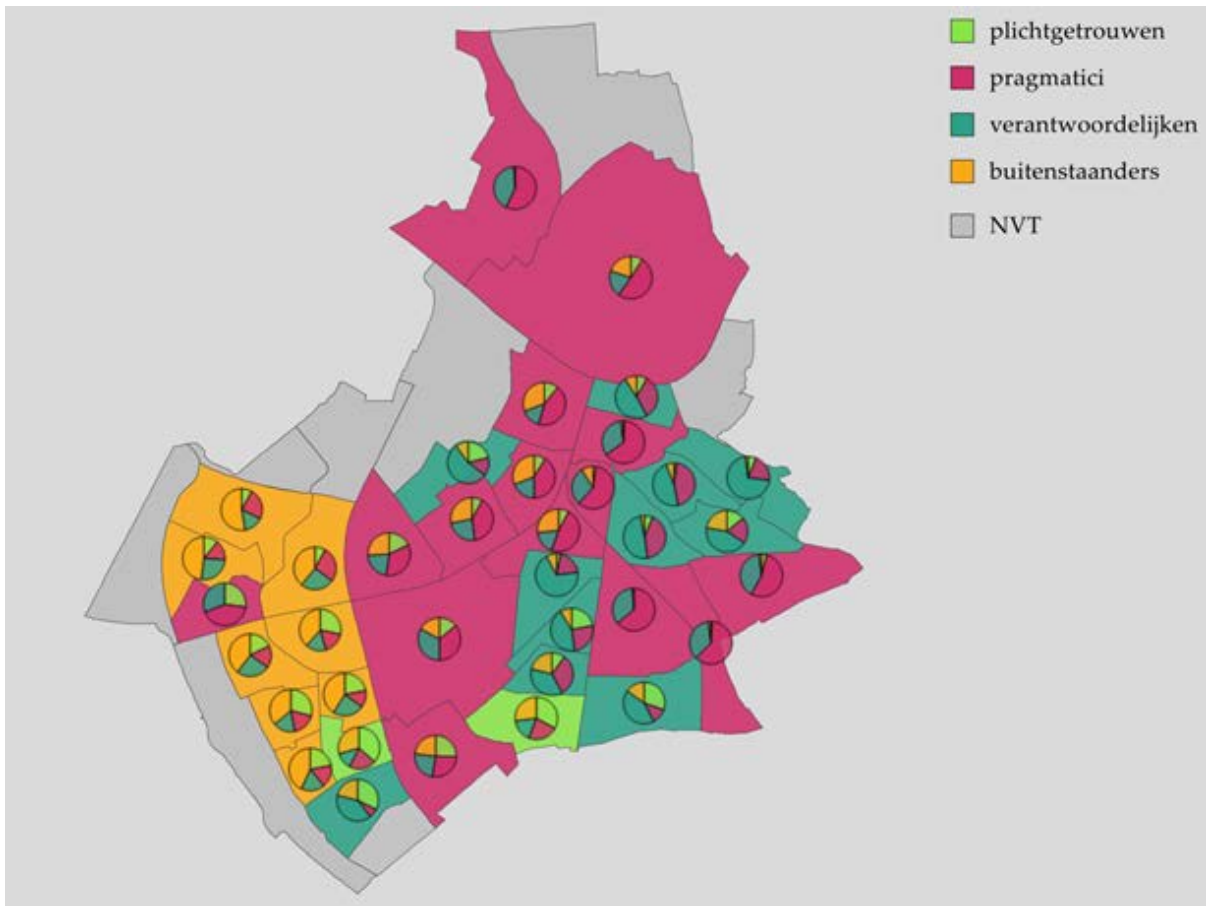 plichtgetrouwen
pragmatici
verantwoordelijken
buitenstaanders
NVT